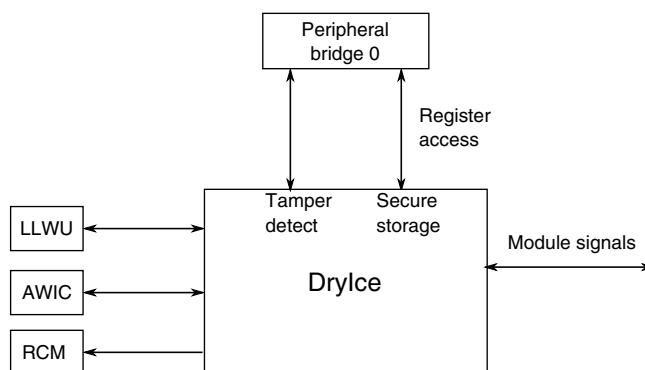 Peripheral
bridge 0
Register
access
Tamper
detect
Secure
storage
LLWU
Module signals
AWIC
DryIce
RCM